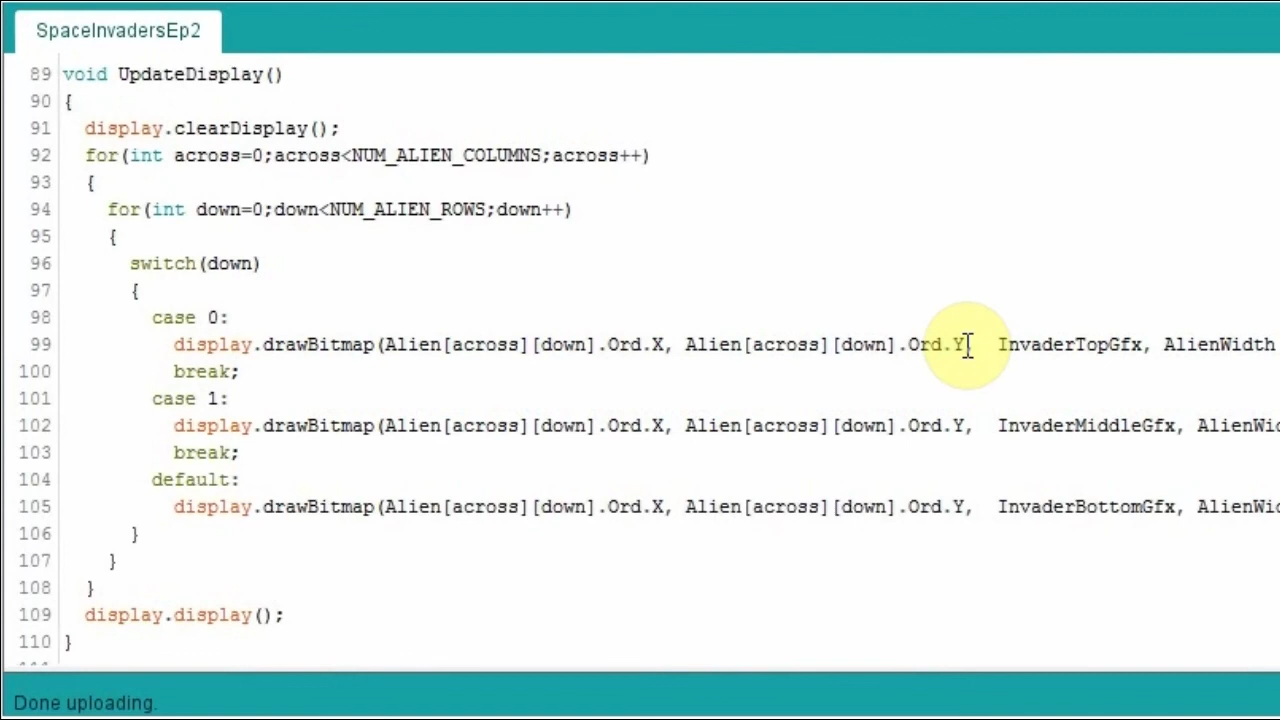 SpaceInvadersEp2
89 void UpdateDisplay()
90 {
91 display.clearDisplay();
92 for(int across=0;across<NUM_ALIEN_COLUMNS;across++)
93 {
94 for(int down=0;down<NUM_ALIEN_ROWS;down++)
95 {
96 switch(down)
97 {
98 case 0:
99 display.drawBitmap(Alien[across][down].Ord.X, Alien[across][down].Ord.Y, InvaderTopGfx, AlienWidth
100 break;
101 case 1:
102 display.drawBitmap(Alien[across][down].Ord.X, Alien[across][down].Ord.Y, InvaderMiddleGfx,
103 break;
104 default:
105 display.drawBitmap(Alien[across][down].Ord.X, Alien[across][down].Ord.Y, InvaderBottomGfx,
106 }
107 }
108 }
109 display.display();
110 }
Done uploading.